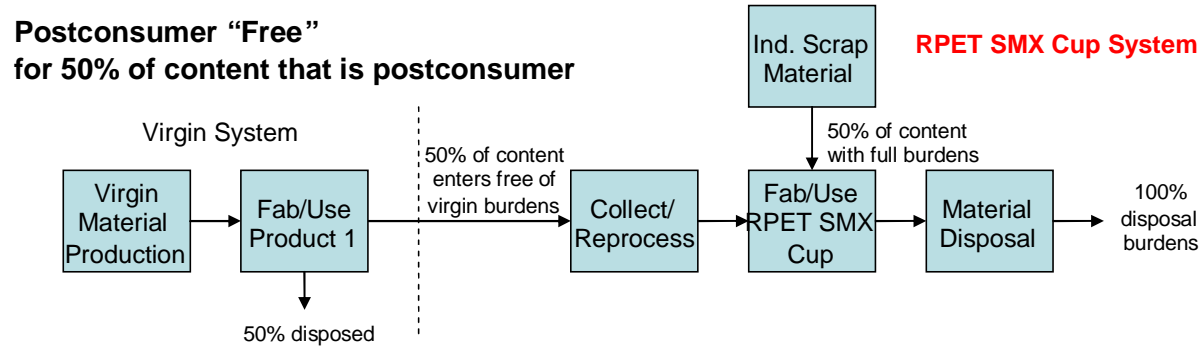 Postconsumer “Free”
for 50% of content that is postconsumer
RPET SMX Cup System
Ind. Scrap
Material
Virgin System
50% of content
enters free of
virgin burdens
50% of content
with full burdens
Virgin
Material
Production
Fab/Use
Product 1
Collect/
Reprocess
Fab/Use
RPET SMX
Cup
Material
Disposal
100%
disposal
burdens
50% disposed